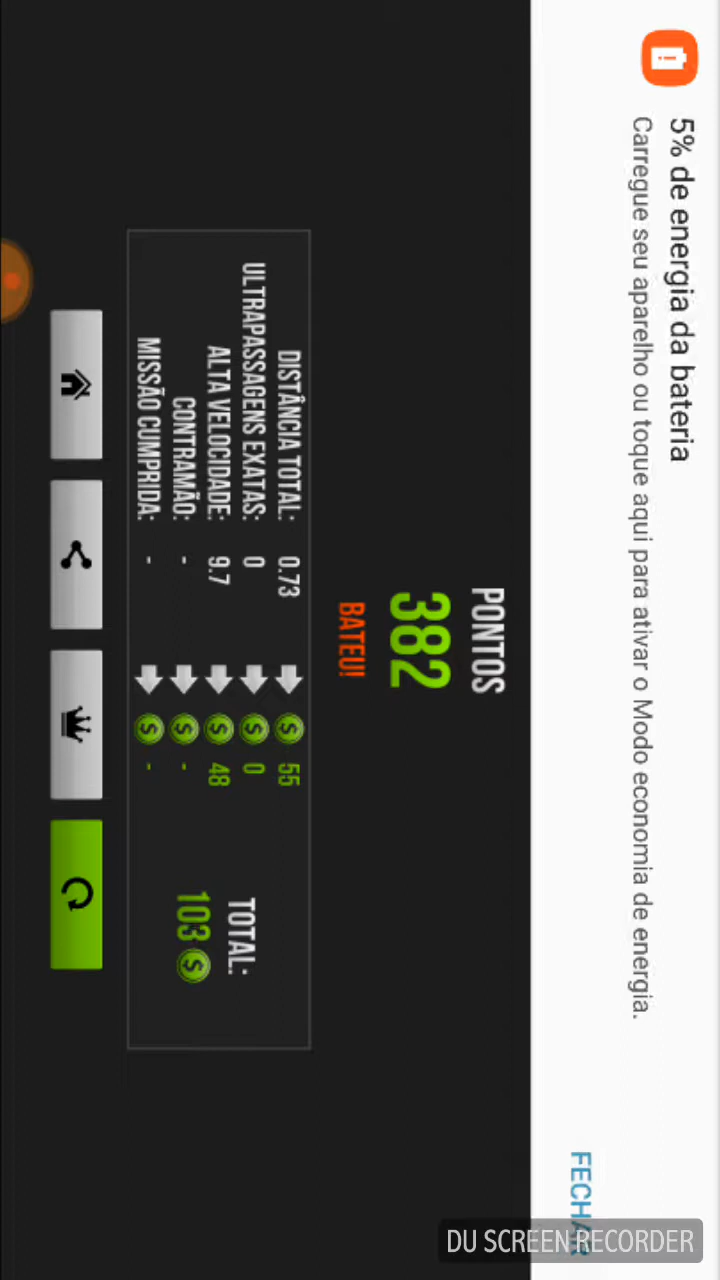 5% de energia da bateria
Carregue seu aparelho ou toque aqui para ativar o Modo economia de energia.
FECHAR
PONTOS
382
BATEU!
DISTÂNCIA TOTAL: 0.73 55
ULTRAPASSAGENS EXATAS: 0 0
ALTA VELOCIDADE: 9.7 48
CONTRAMÃO: - -
MISSÃO CUMPRIDA: - -
TOTAL:
103
DU SCREEN RECORDER